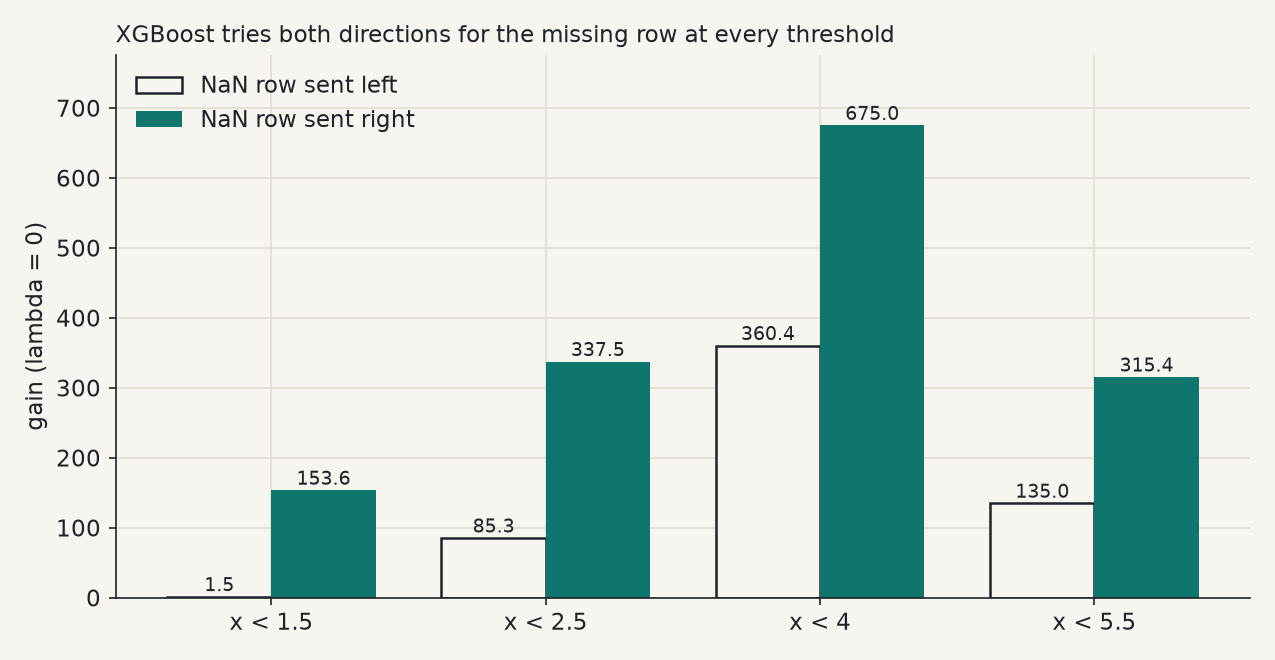 XGBoost tries both directions for the missing row at every threshold
NaN row sent left
NaN row sent right
gain (lambda = 0)
700
600
500
400
300
200
100
0
1.5
153.6
85.3
337.5
360.4
675.0
135.0
315.4
x < 1.5
x < 2.5
x < 4
x < 5.5